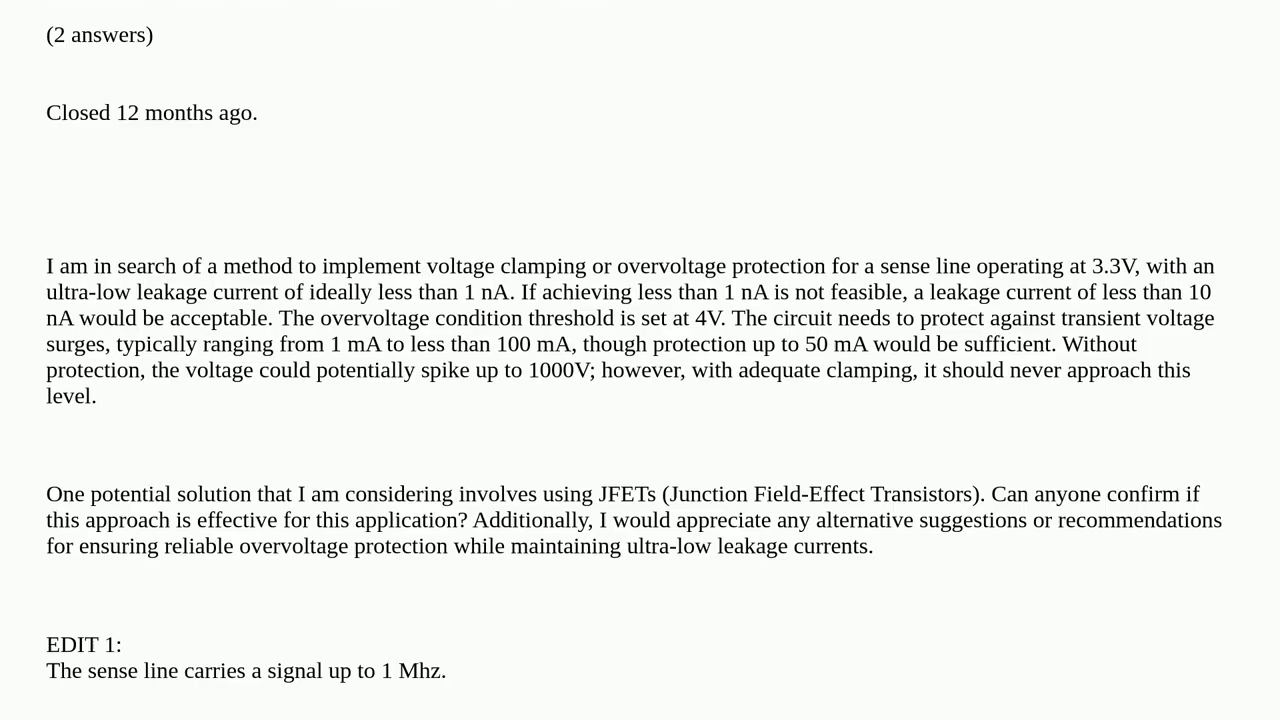 (2 answers)
Closed 12 months ago.
I am in search of a method to implement voltage clamping or overvoltage protection for a sense line operating at 3.3V, with an
ultra-low leakage current of ideally less than 1 nA. If achieving less than 1 nA is not feasible, a leakage current of less than 10
nA would be acceptable. The overvoltage condition threshold is set at 4V. The circuit needs to protect against transient voltage
surges, typically ranging from 1 mA to less than 100 mA, though protection up to 50 mA would be sufficient. Without
protection, the voltage could potentially spike up to 1000V; however, with adequate clamping, it should never approach this
level.
One potential solution that I am considering involves using JFETs (Junction Field-Effect Transistors). Can anyone confirm if
this approach is effective for this application? Additionally, I would appreciate any alternative suggestions or recommendations
for ensuring reliable overvoltage protection while maintaining ultra-low leakage currents.
EDIT 1:
The sense line carries a signal up to 1 Mhz.